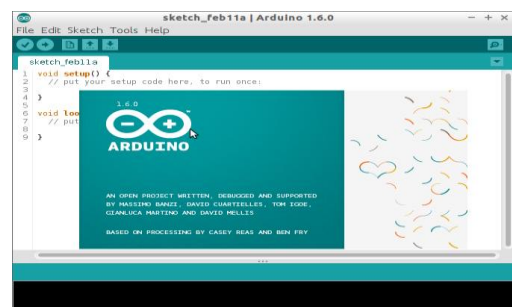 sketch_feb11a | Arduino 1.6.0
File Edit Sketch Tools Help
sketch_feb11a
1 void setup() {
2 // put your setup code here, to run once:
3
4 }
5
6 void loo
7 // put
8
9 }
1.6.0
ARDUINO
AN OPEN PROJECT WRITTEN, DEBUGGED AND SUPPORTED
BY MASSIMO BANZI, DAVID CUARTIELLES, TOM IGOE,
GIANLUCA MARTINO AND DAVID MELLIS
BASED ON PROCESSING BY CASEY REAS AND BEN FRY